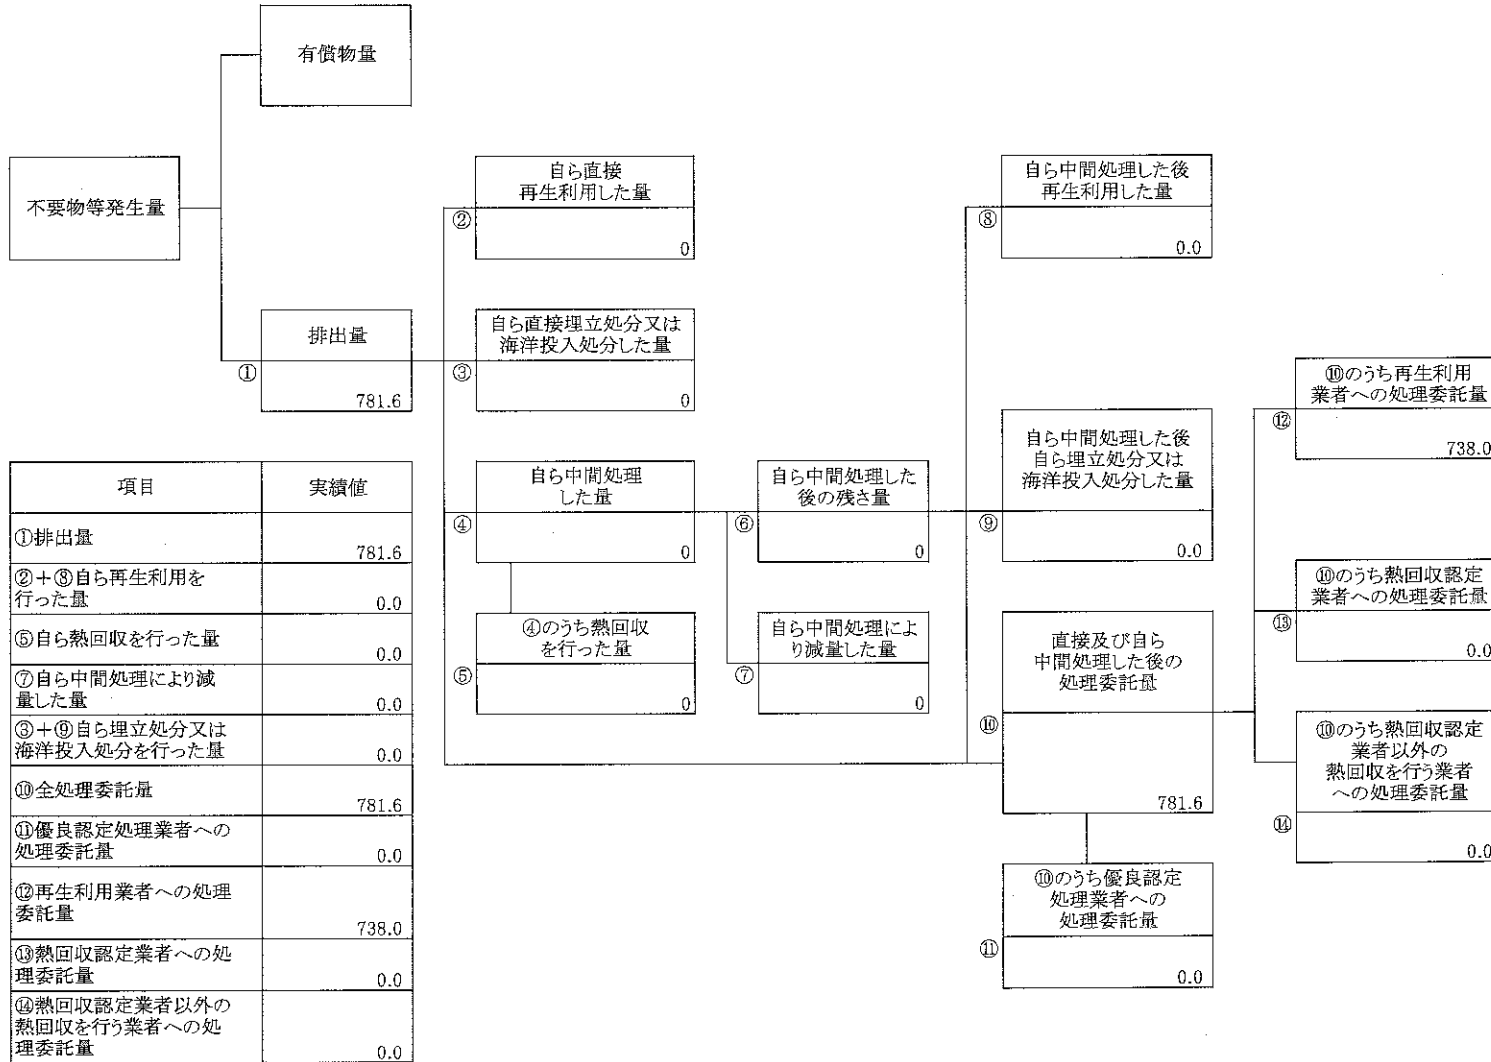 有償物量
不要物等発生量
自ら直接
再生利用した量
②
0
自ら中間処理した後
再生利用した量
⑧
0.0
排出量
①
781.6
自ら直接埋立処分又は
海洋投入処分した量
③
0
⑩のうち再生利用
業者への処理委託量
⑫
738.0
自ら中間処理
した量
④
0
自ら中間処理した
後の残さ量
⑥
0
自ら中間処理した後
自ら埋立処分又は
海洋投入処分した量
⑨
0.0
⑩のうち熱回収認定
業者への処理委託量
⑬
0.0
④のうち熱回収
を行った量
⑤
0
自ら中間処理によ
り減量した量
⑦
0
直接及び自ら
中間処理した後の
処理委託量
⑩
781.6
⑩のうち熱回収認定
業者以外の
熱回収を行う業者
への処理委託量
⑭
0.0
⑩のうち優良認定
処理業者への
処理委託量
⑪
0.0
項目 実績値
①排出量 781.6
②+⑧自ら再生利用を
行った量 0.0
⑤自ら熱回収を行った量 0.0
⑦自ら中間処理により減
量した量 0.0
③+⑨自ら埋立処分又は
海洋投入処分を行った量 0.0
⑩全処理委託量 781.6
⑪優良認定処理業者への
処理委託量 0.0
⑫再生利用業者への処理
委託量 738.0
⑬熱回収認定業者への処
理委託量 0.0
⑭熱回収認定業者以外の
熱回収を行う業者への処
理委託量 0.0